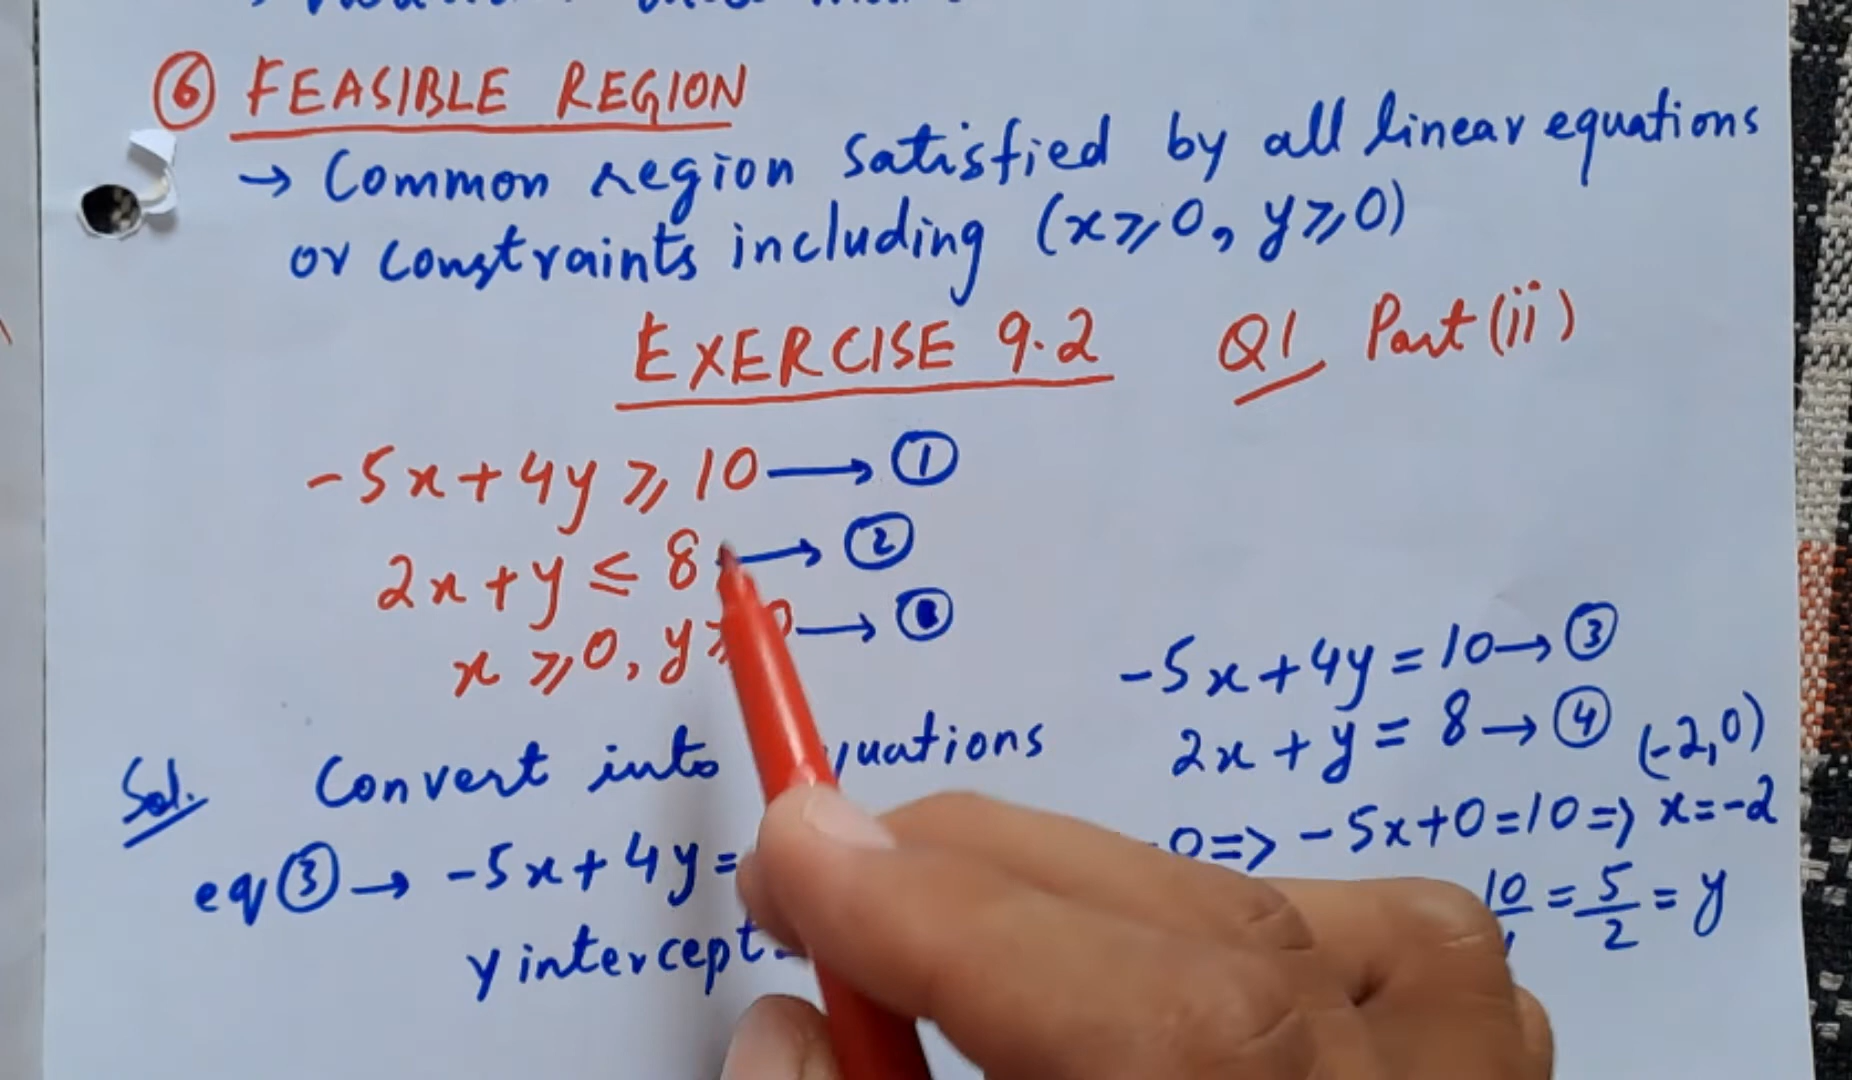 ⑥ FEASIBLE REGION
→ Common region satisfied by all linear equations
or constraints including (x⩾0, y⩾0)
EXERCISE 9.2 Q1 Part (ii)
-5x+4y ⩾ 10 → ①
2x+y ≤ 8 → ②
x ⩾0, y⩾0 →
-5x+4y = 10 → ③
2x+y = 8 → ④ (-2,0)
Sol. Convert into
eq ③ → -5x+4y= 0 => -5x+0=10 => x=-2
y intercept 10 = 5/2 = y